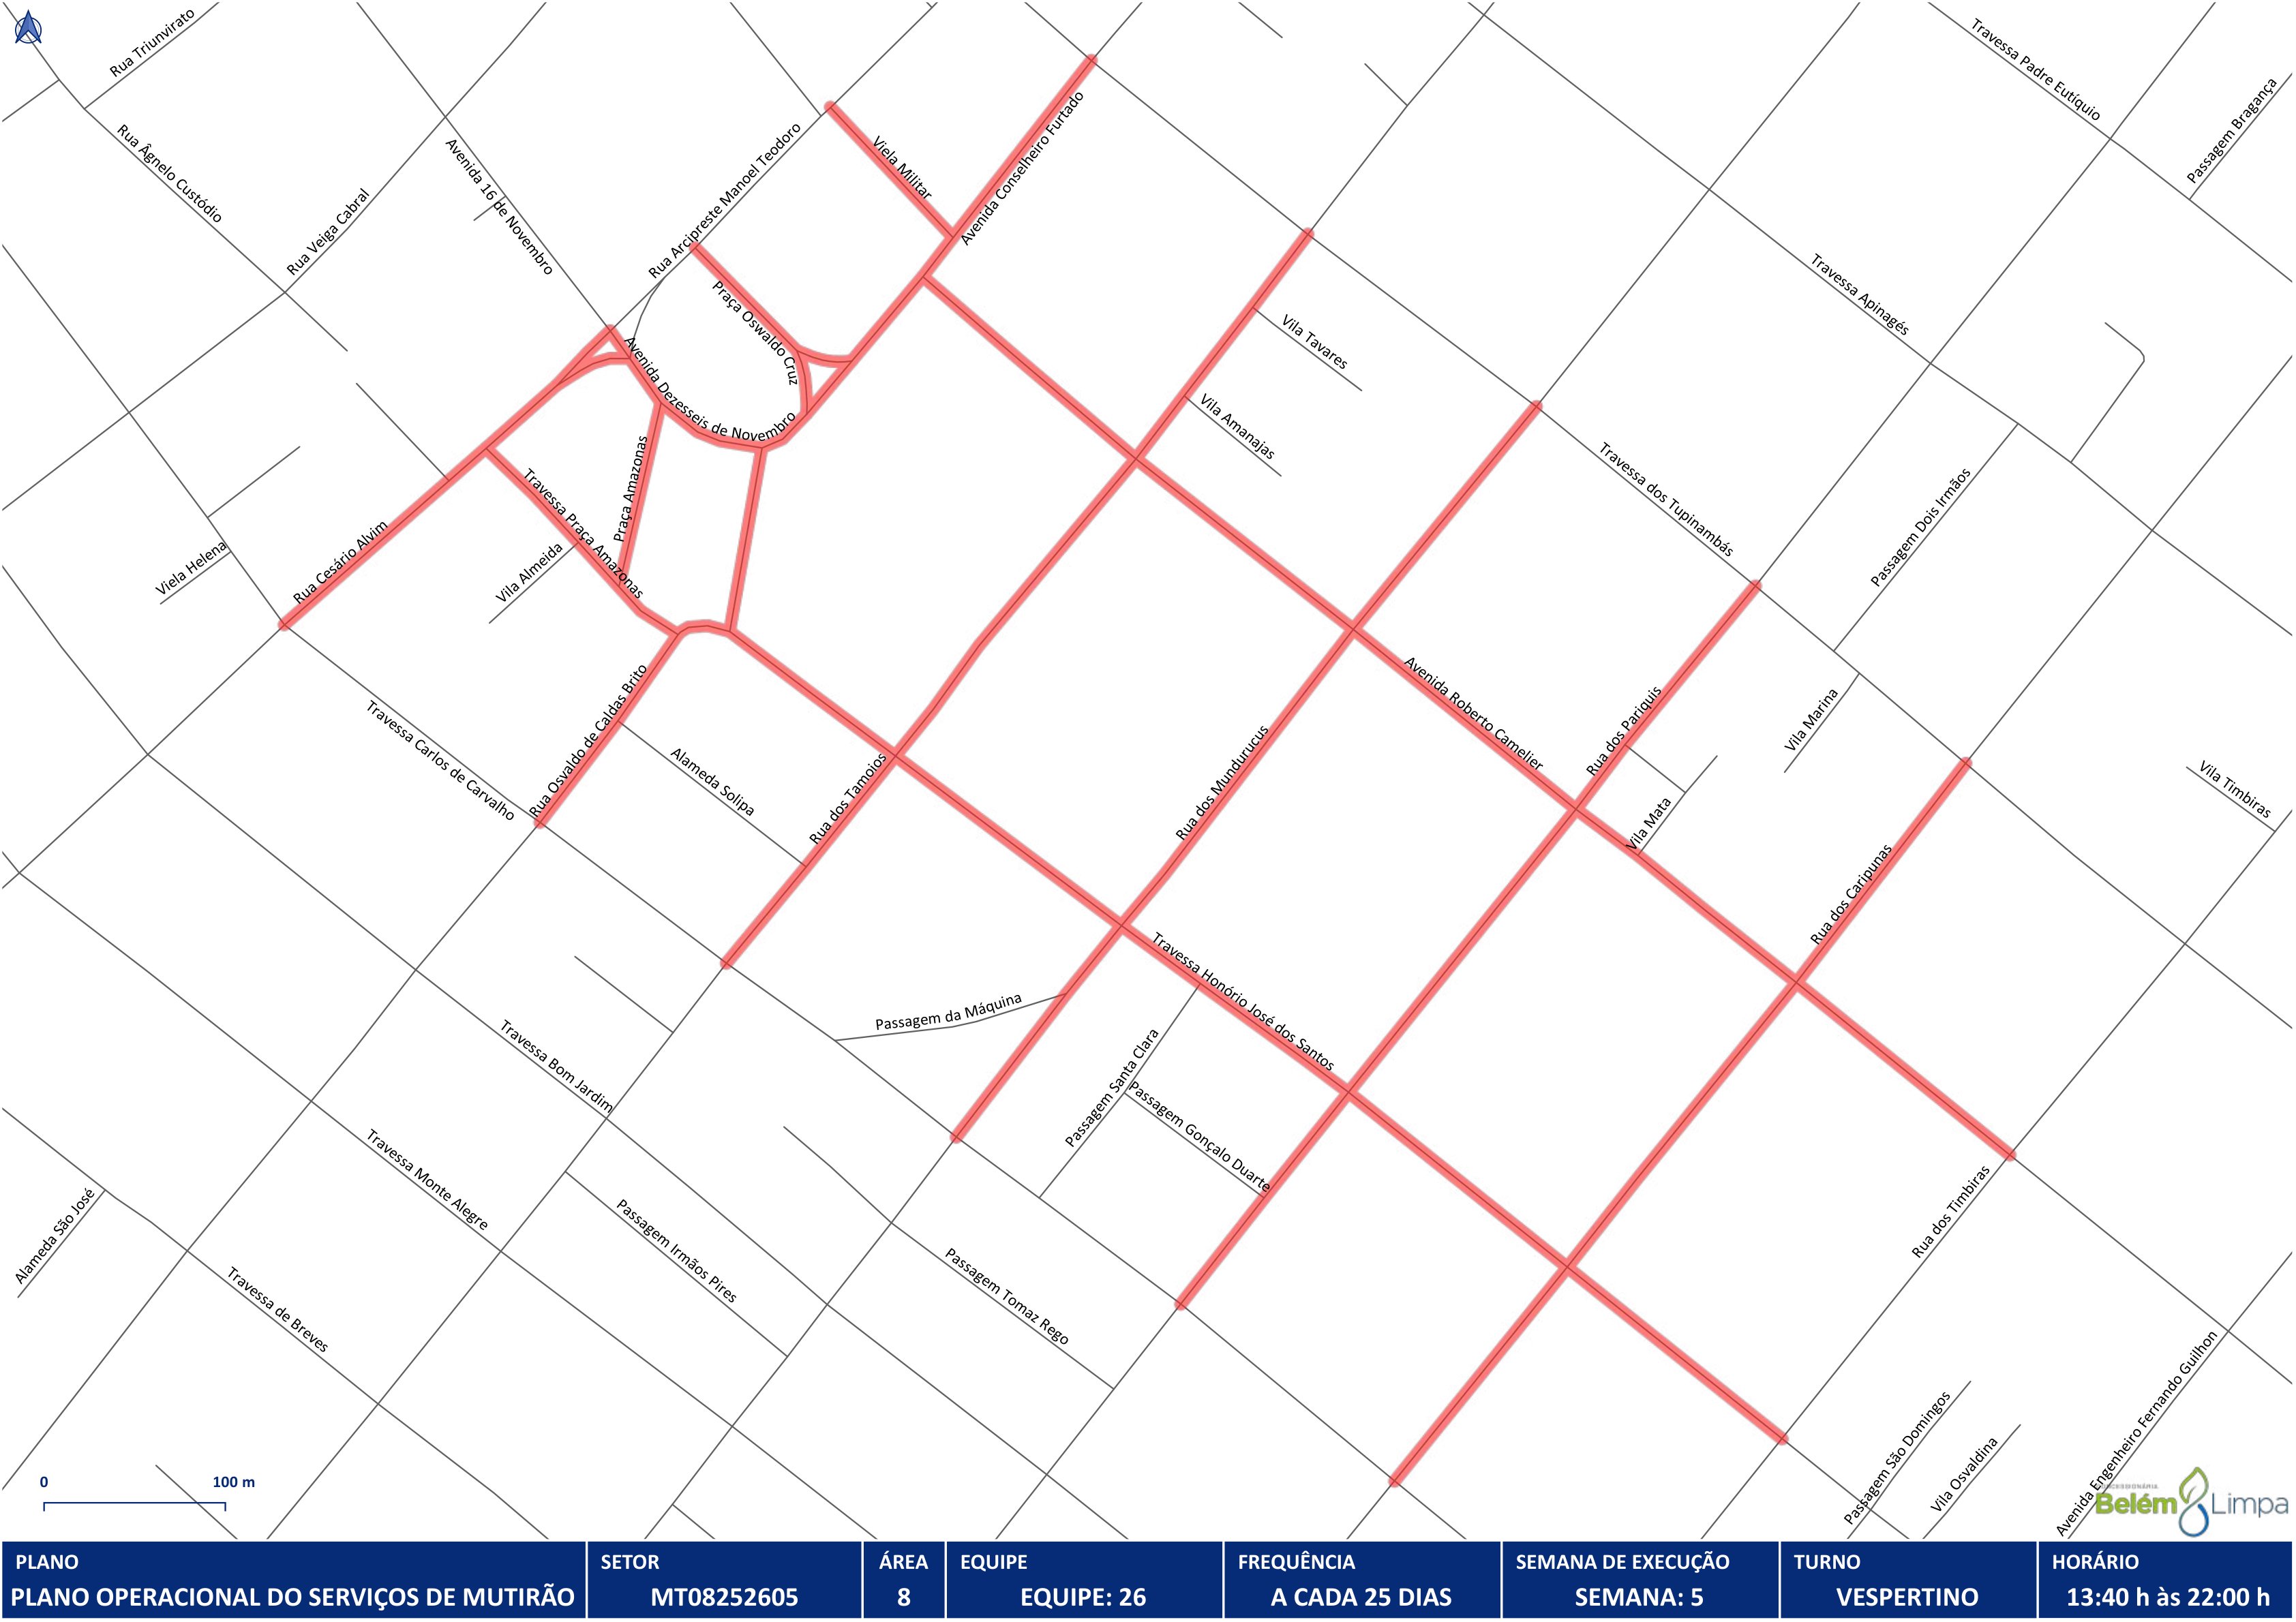 Rua Triunvirato
Travessa Padre Eutíquio
Passagem Bragança
Rua Ângelo Custódio
Avenida 16 de Novembro
Rua Veiga Cabral
Rua Arcipreste Manoel Teodoro
Viela Militar
Avenida Conselheiro Furtado
Praça Oswaldo Cruz
Avenida Dezesseis de Novembro
Vila Tavares
Vila Amanajas
Travessa Apinagés
Travessa dos Tupinambás
Passagem Dois Irmãos
Praça Amazonas
Travessa Praça Amazonas
Vila Almeida
Rua Cesário Alvim
Viela Helena
Travessa Carlos de Carvalho
Rua Osvaldo de Caldas Brito
Alameda Solipa
Rua dos Tamoios
Rua dos Mundurucus
Avenida Roberto Camelier
Rua dos Pariquis
Vila Mata
Vila Marina
Vila Timbiras
Rua dos Caripunas
Travessa Honório José dos Santos
Passagem da Máquina
Passagem Santa Clara
Passagem Gonçalo Duarte
Travessa Bom Jardim
Travessa Monte Alegre
Passagem Irmãos Pires
Passagem Tomaz Rego
Alameda São José
Travessa de Breves
Rua dos Timbiras
Passagem São Domingos
Vila Osvaldina
Avenida Engenheiro Fernando Guilhon
0 100 m
CONCESSIONÁRIA
Belém Limpa
PLANO
PLANO OPERACIONAL DO SERVIÇOS DE MUTIRÃO
SETOR
MT08252605
ÁREA
8
EQUIPE
EQUIPE: 26
FREQUÊNCIA
A CADA 25 DIAS
SEMANA DE EXECUÇÃO
SEMANA: 5
TURNO
VESPERTINO
HORÁRIO
13:40 h às 22:00 h